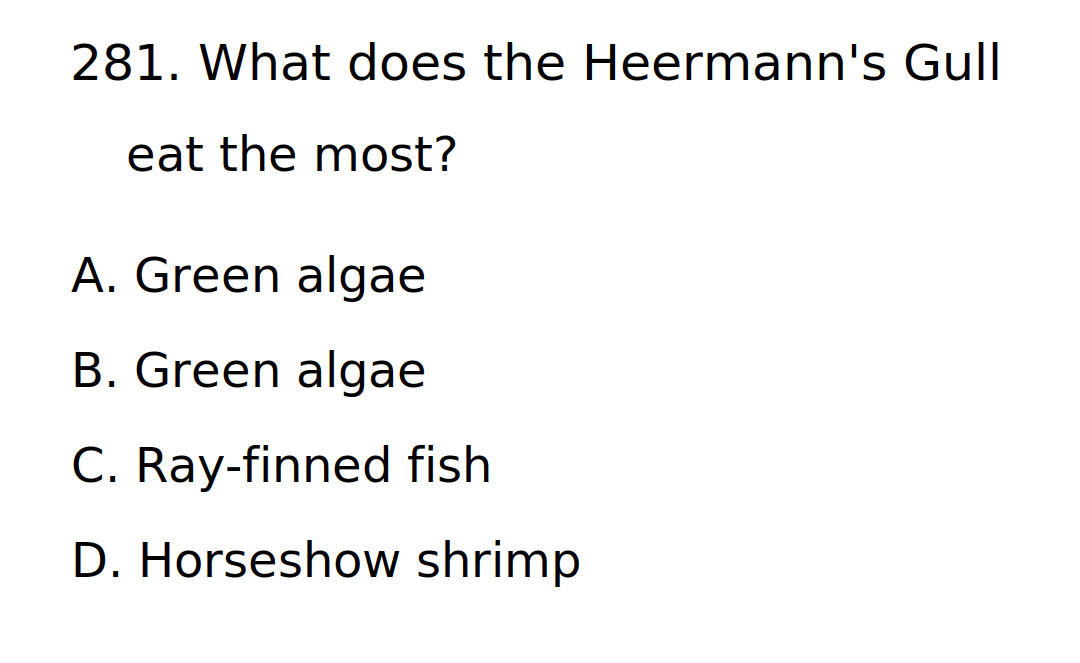 281. What does the Heermann's Gull
eat the most?
A. Green algae
B. Green algae
C. Ray-finned fish
D. Horseshow shrimp